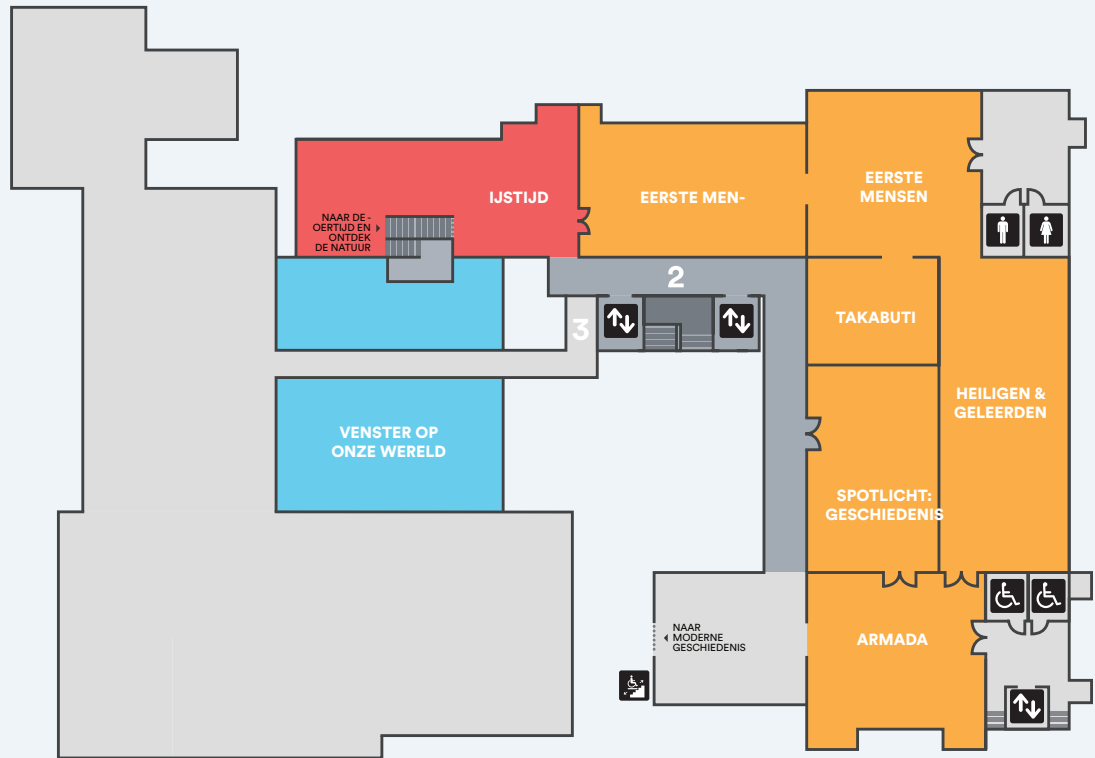 IJSTIJD
EERSTE MEN-
EERSTE
MENSEN
NAAR DE-
OERTIJD EN
ONTDEK
DE NATUUR
2
3
TAKABUTI
HEILIGEN &
GELEERDEN
VENSTER OP
ONZE WERELD
SPOTLICHT:
GESCHIEDENIS
NAAR
MODERNE
GESCHIEDENIS
ARMADA